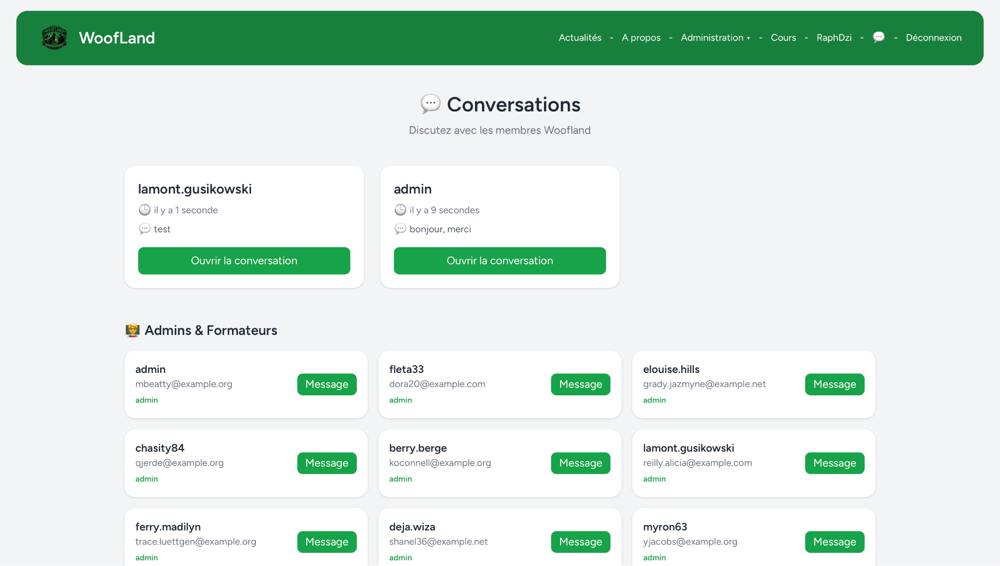 WOOFLAND
WoofLand
Actualités - A propos - Administration ▾ - Cours - RaphDzi - 💬 - Déconnexion
💬 Conversations
Discutez avec les membres Woofland
lamont.gusikowski
🕒 il y a 1 seconde
💬 test
Ouvrir la conversation
admin
🕒 il y a 9 secondes
💬 bonjour, merci
Ouvrir la conversation
Admins & Formateurs
admin
mbeatty@example.org
admin
Message
fleta33
dora20@example.com
admin
Message
elouise.hills
grady.jazmyne@example.net
admin
Message
chasity84
qjerde@example.org
admin
Message
berry.berge
koconnell@example.org
admin
Message
lamont.gusikowski
reilly.alicia@example.com
admin
Message
ferry.madilyn
trace.luettgen@example.org
admin
Message
deja.wiza
shanel36@example.net
admin
Message
myron63
yjacobs@example.org
admin
Message